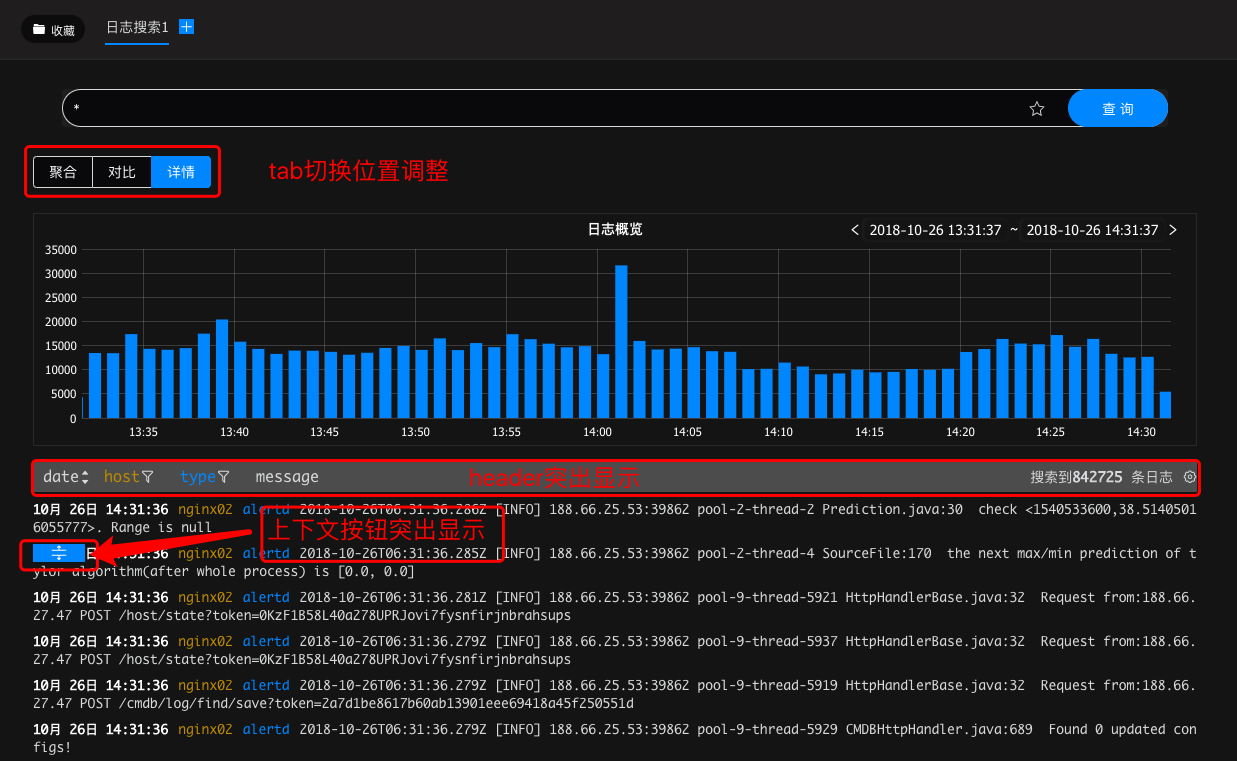 收藏 日志搜索1
*
查 询
聚合 对比 详情
tab切换位置调整
日志概览
2018-10-26 13:31:37 ~ 2018-10-26 14:31:37
35000
30000
25000
20000
15000
10000
5000
0
13:35 13:40 13:45 13:50 13:55 14:00 14:05 14:10 14:15 14:20 14:25 14:30
date host type message header突出显示 搜索到842725 条日志
10月 26日 14:31:36 nginx02 alertd 2018-10-26T06:31:36.286Z [INFO] 188.66.25.53:39862 pool-2-thread-2 Prediction.java:30 check <1540533600,38.5140501
6055777>. Range is null
上下文按钮突出显示
日 14:31:36 nginx02 alertd 2018-10-26T06:31:36.285Z [INFO] 188.66.25.53:39862 pool-2-thread-4 SourceFile:170 the next max/min prediction of t
ylor algorithm(after whole process) is [0.0, 0.0]
10月 26日 14:31:36 nginx02 alertd 2018-10-26T06:31:36.281Z [INFO] 188.66.25.53:39862 pool-9-thread-5921 HttpHandlerBase.java:32 Request from:188.66.
27.47 POST /host/state?token=0KzF1B58L40a278UPRJovi7fysnfirjnbrahsups
10月 26日 14:31:36 nginx02 alertd 2018-10-26T06:31:36.279Z [INFO] 188.66.25.53:39862 pool-9-thread-5937 HttpHandlerBase.java:32 Request from:188.66.
27.47 POST /host/state?token=0KzF1B58L40a278UPRJovi7fysnfirjnbrahsups
10月 26日 14:31:36 nginx02 alertd 2018-10-26T06:31:36.279Z [INFO] 188.66.25.53:39862 pool-9-thread-5919 HttpHandlerBase.java:32 Request from:188.66.
27.47 POST /cmdb/log/find/save?token=2a7d1be8617b60ab13901eee69418a45f250551d
10月 26日 14:31:36 nginx02 alertd 2018-10-26T06:31:36.279Z [INFO] 188.66.25.53:39862 pool-9-thread-5929 CMDBHttpHandler.java:689 Found 0 updated con
figs!